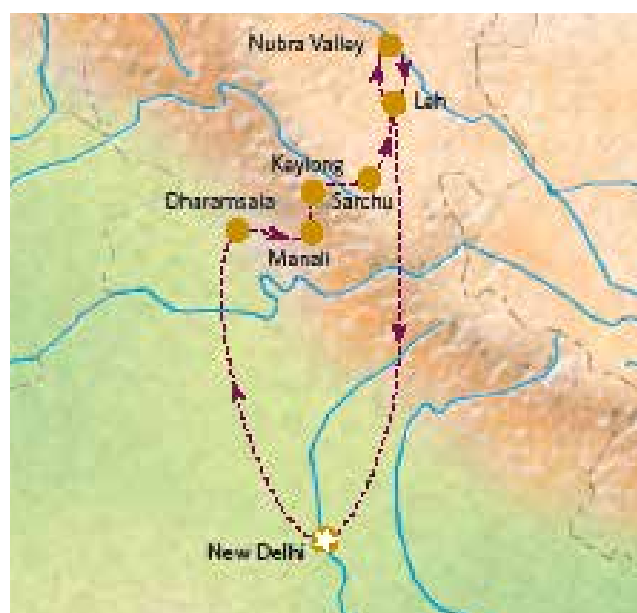 Nubra Valley
Leh
Keylong
Sarchu
Dharamsala
Manali
New Delhi